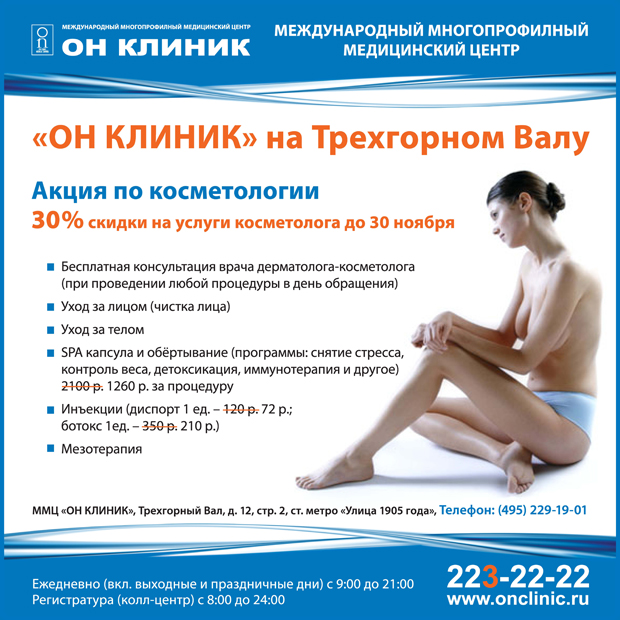 МЕЖДУНАРОДНЫЙ МНОГОПРОФИЛЬНЫЙ МЕДИЦИНСКИЙ ЦЕНТР
ОН КЛИНИК
МЕЖДУНАРОДНЫЙ МНОГОПРОФИЛЬНЫЙ
МЕДИЦИНСКИЙ ЦЕНТР
«ОН КЛИНИК» на Трехгорном Валу
Акция по косметологии
30% скидки на услуги косметолога до 30 ноября
Бесплатная консультация врача дерматолога-косметолога
(при проведении любой процедуры в день обращения)
Уход за лицом (чистка лица)
Уход за телом
SPA капсула и обёртывание (программы: снятие стресса,
контроль веса, детоксикация, иммунотерапия и другое)
2100 р. 1260 р. за процедуру
Инъекции (диспорт 1 ед. – 120 р. 72 р.;
ботокс 1ед. – 350 р. 210 р.)
Мезотерапия
ММЦ «ОН КЛИНИК», Трехгорный Вал, д. 12, стр. 2, ст. метро «Улица 1905 года», Телефон: (495) 229-19-01
Ежедневно (вкл. выходные и праздничные дни) с 9:00 до 21:00
Регистратура (колл-центр) с 8:00 до 24:00
223-22-22
www.onclinic.ru